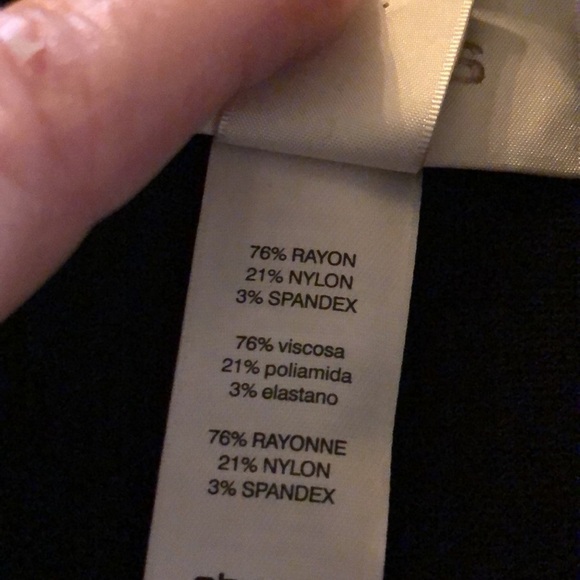 76% RAYON
21% NYLON
3% SPANDEX
76% viscosa
21% poliamida
3% elastano
76% RAYONNE
21% NYLON
3% SPANDEX